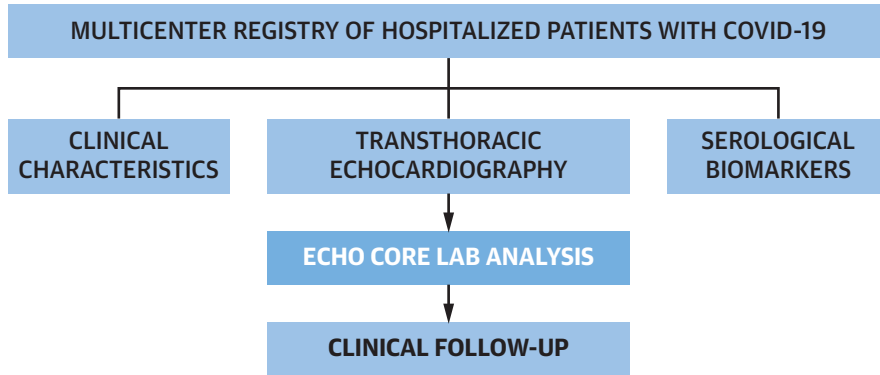 MULTICENTER REGISTRY OF HOSPITALIZED PATIENTS WITH COVID-19
CLINICAL
CHARACTERISTICS
TRANSTHORACIC
ECHOCARDIOGRAPHY
SEROLOGICAL
BIOMARKERS
ECHO CORE LAB ANALYSIS
CLINICAL FOLLOW-UP